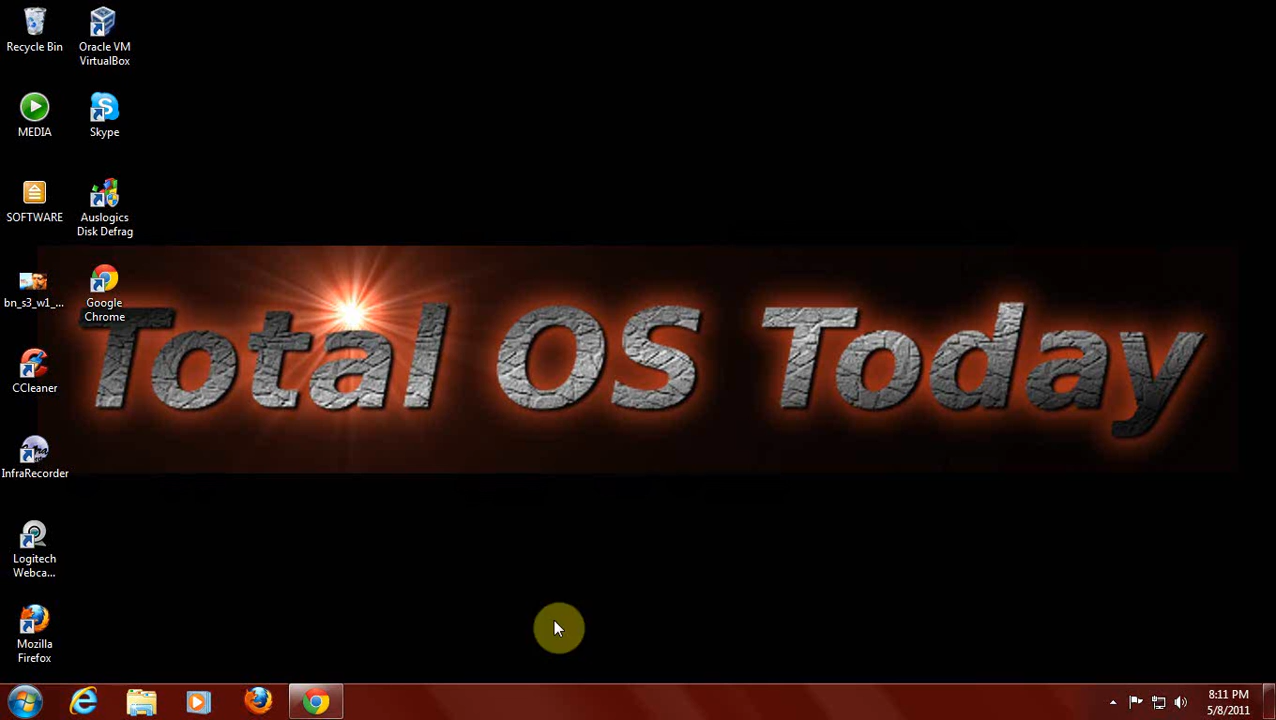 Recycle Bin
Oracle VM
VirtualBox
MEDIA
Skype
SOFTWARE
Auslogics
Disk Defrag
bn_s3_w1_...
Google
Chrome
CCleaner
InfraRecorder
Logitech
Webca...
Mozilla
Firefox
Total OS Today
8:11 PM
5/8/2011